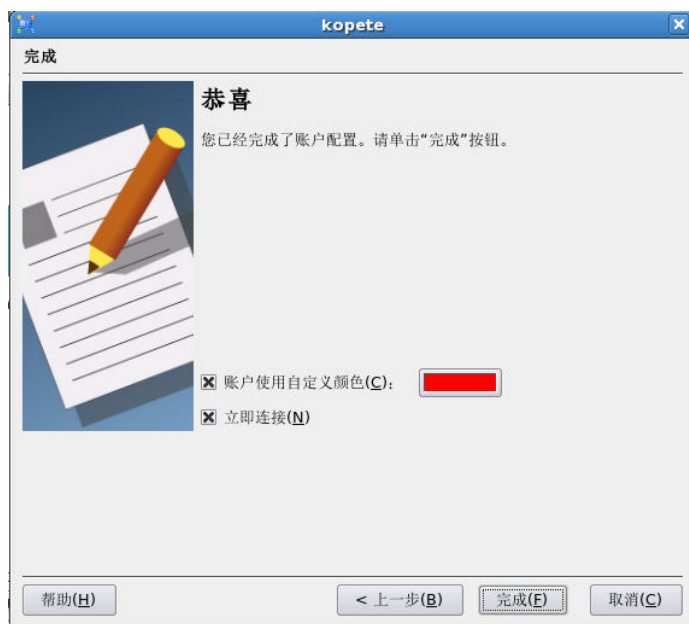 kopete
完成
恭喜
您已经完成了账户配置。请单击“完成”按钮。
账户使用自定义颜色(C):
立即连接(N)
帮助(H)
< 上一步(B)
完成(F)
取消(C)